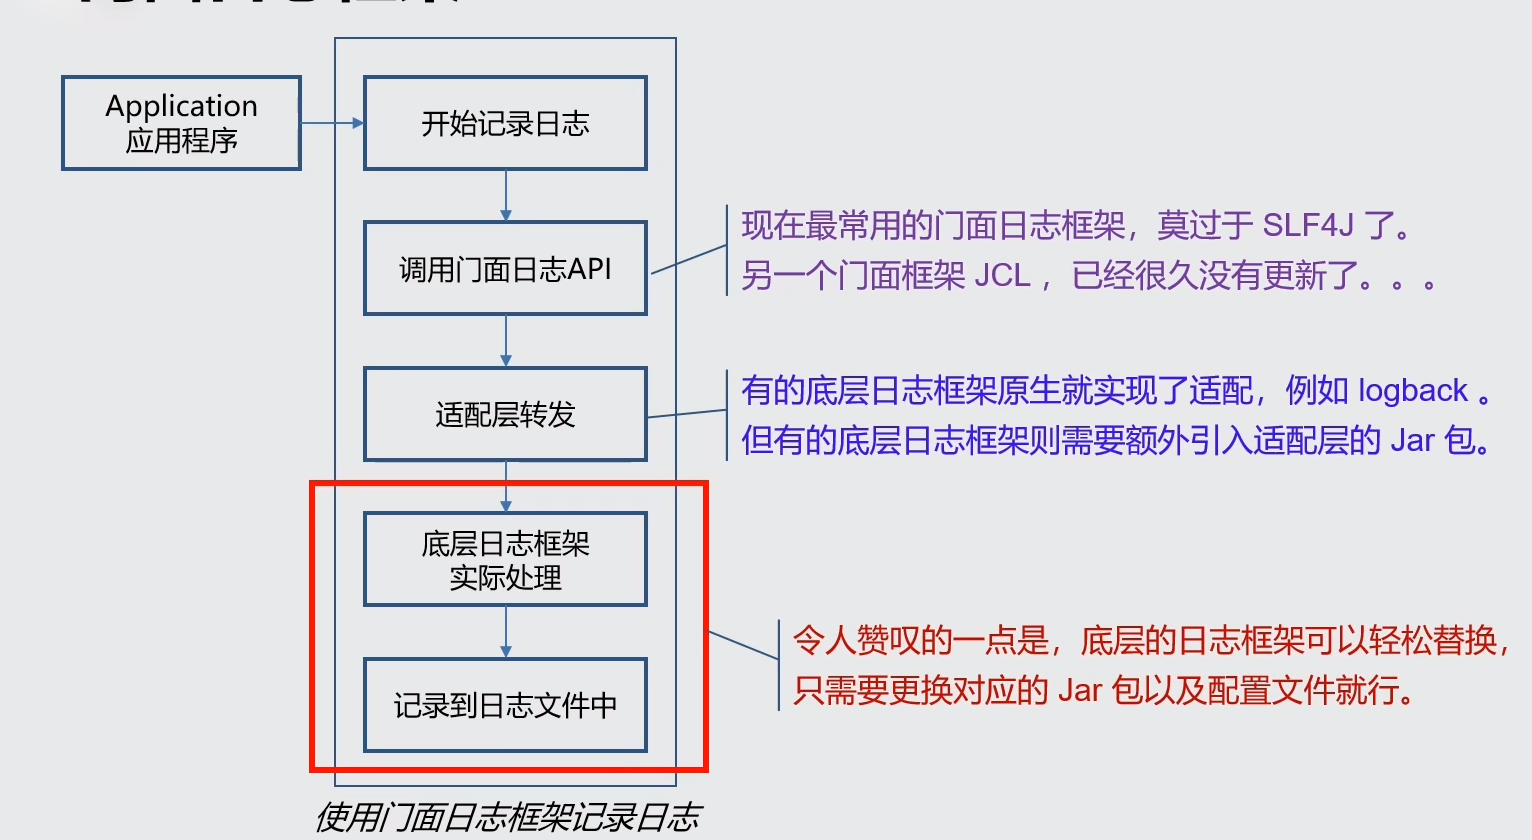 Application
应用程序
开始记录日志
调用门面日志API
现在最常用的门面日志框架，莫过于 SLF4J 了。
另一个门面框架 JCL ，已经很久没有更新了。。。
适配层转发
有的底层日志框架原生就实现了适配，例如 logback 。
但有的底层日志框架则需要额外引入适配层的 Jar 包。
底层日志框架
实际处理
记录到日志文件中
令人赞叹的一点是，底层的日志框架可以轻松替换，
只需要更换对应的 Jar 包以及配置文件就行。
使用门面日志框架记录日志